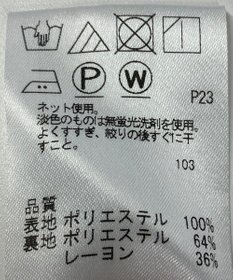 P W
P23
ネット使用。
淡色のものは無蛍光洗剤を使用。
よくすすぎ、絞りの後すぐに干
すこと。
103
品質
表地 ポリエステル 100%
裏地 ポリエステル 64%
レーヨン 36%